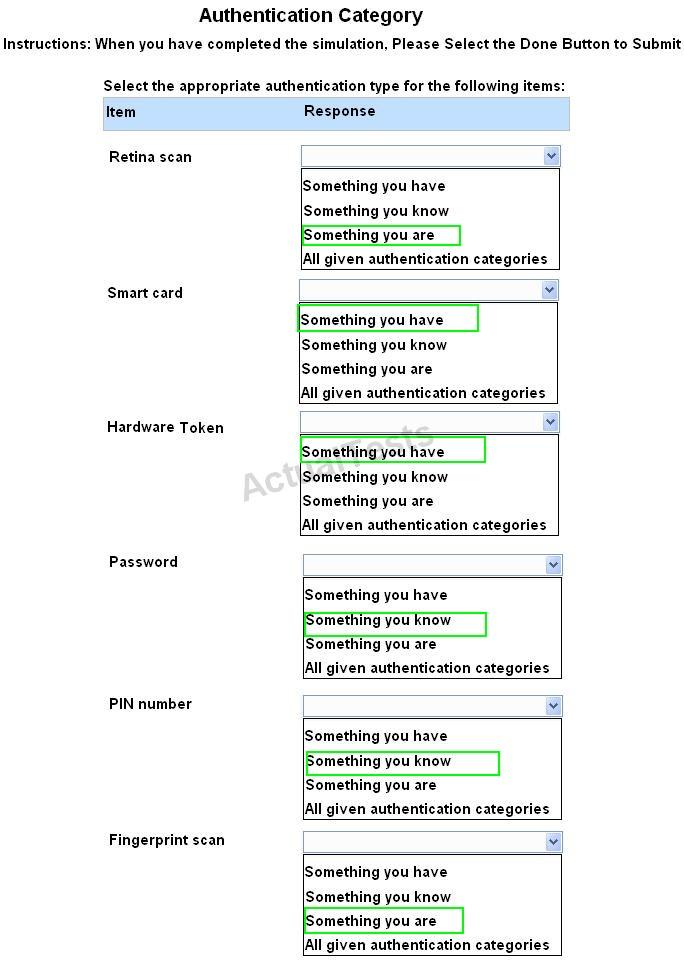 Authentication Category
Instructions: When you have completed the simulation, Please Select the Done Button to Submit
Select the appropriate authentication type for the following items:
Item Response
Retina scan
Something you have
Something you know
Something you are
All given authentication categories
Smart card
Something you have
Something you know
Something you are
All given authentication categories
Hardware Token
Something you have
Something you know
Something you are
All given authentication categories
ActualTests
Password
Something you have
Something you know
Something you are
All given authentication categories
PIN number
Something you have
Something you know
Something you are
All given authentication categories
Fingerprint scan
Something you have
Something you know
Something you are
All given authentication categories